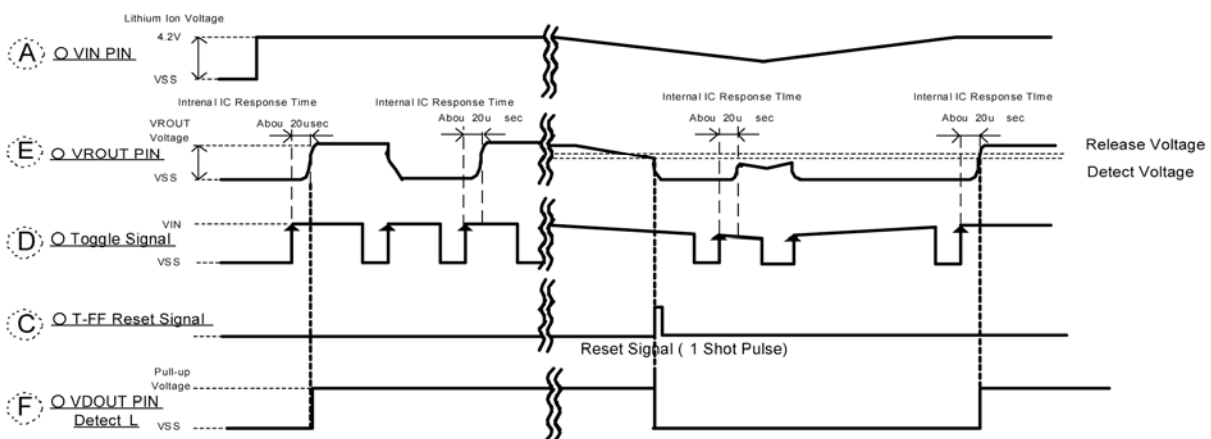 Lithium Ion Voltage
4.2V
A O VIN PIN
VSS
Intrenal IC Response Time
Internal IC Response Time
Internal IC Response TIme
Internal IC Response TIme
Abou 20usec
Abou 20u sec
Abou 20u sec
Abou 20u sec
VROUT
Voltage
E O VROUT PIN
VSS
Release Voltage
Detect Voltage
VIN
D O Toggle Signal
VSS
C O T-FF Reset Signal
Reset Signal ( 1 Shot Pulse)
Pull-up
Voltage
F O VDOUT PIN
Detect L
VSS